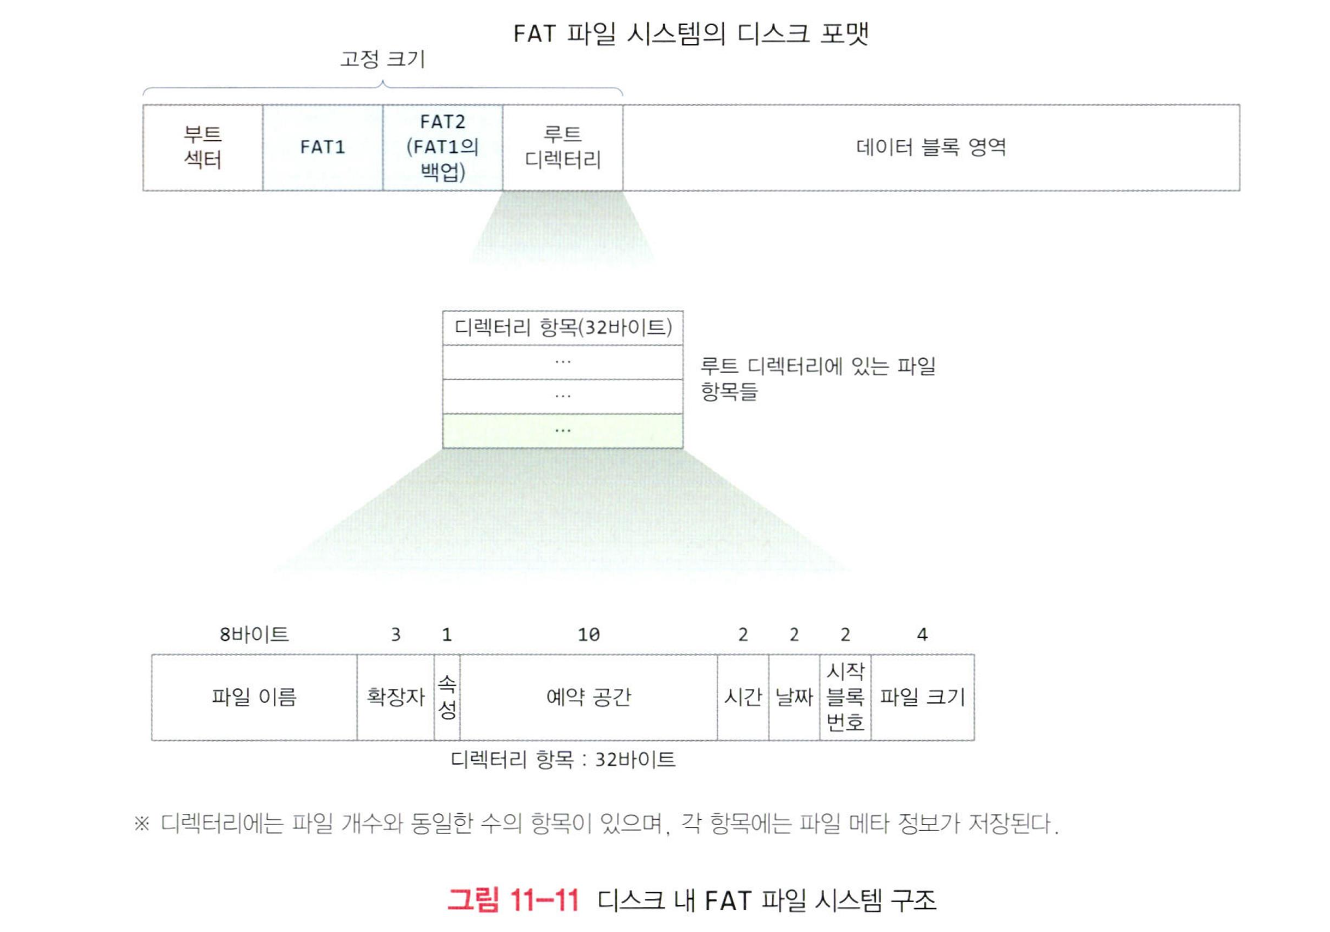 FAT 파일 시스템의 디스크 포맷
고정 크기
부트
섹터
FAT1
FAT2
(FAT1의
백업)
루트
디렉터리
데이터 블록 영역
디렉터리 항목(32바이트)
...
...
...
루트 디렉터리에 있는 파일
항목들
8바이트 3 1 10 2 2 2 4
파일 이름
확장자
속
성
예약 공간
시간
날짜
시작
블록
번호
파일 크기
디렉터리 항목 : 32바이트
※ 디렉터리에는 파일 개수와 동일한 수의 항목이 있으며, 각 항목에는 파일 메타 정보가 저장된다.
그림 11-11 디스크 내 FAT 파일 시스템 구조